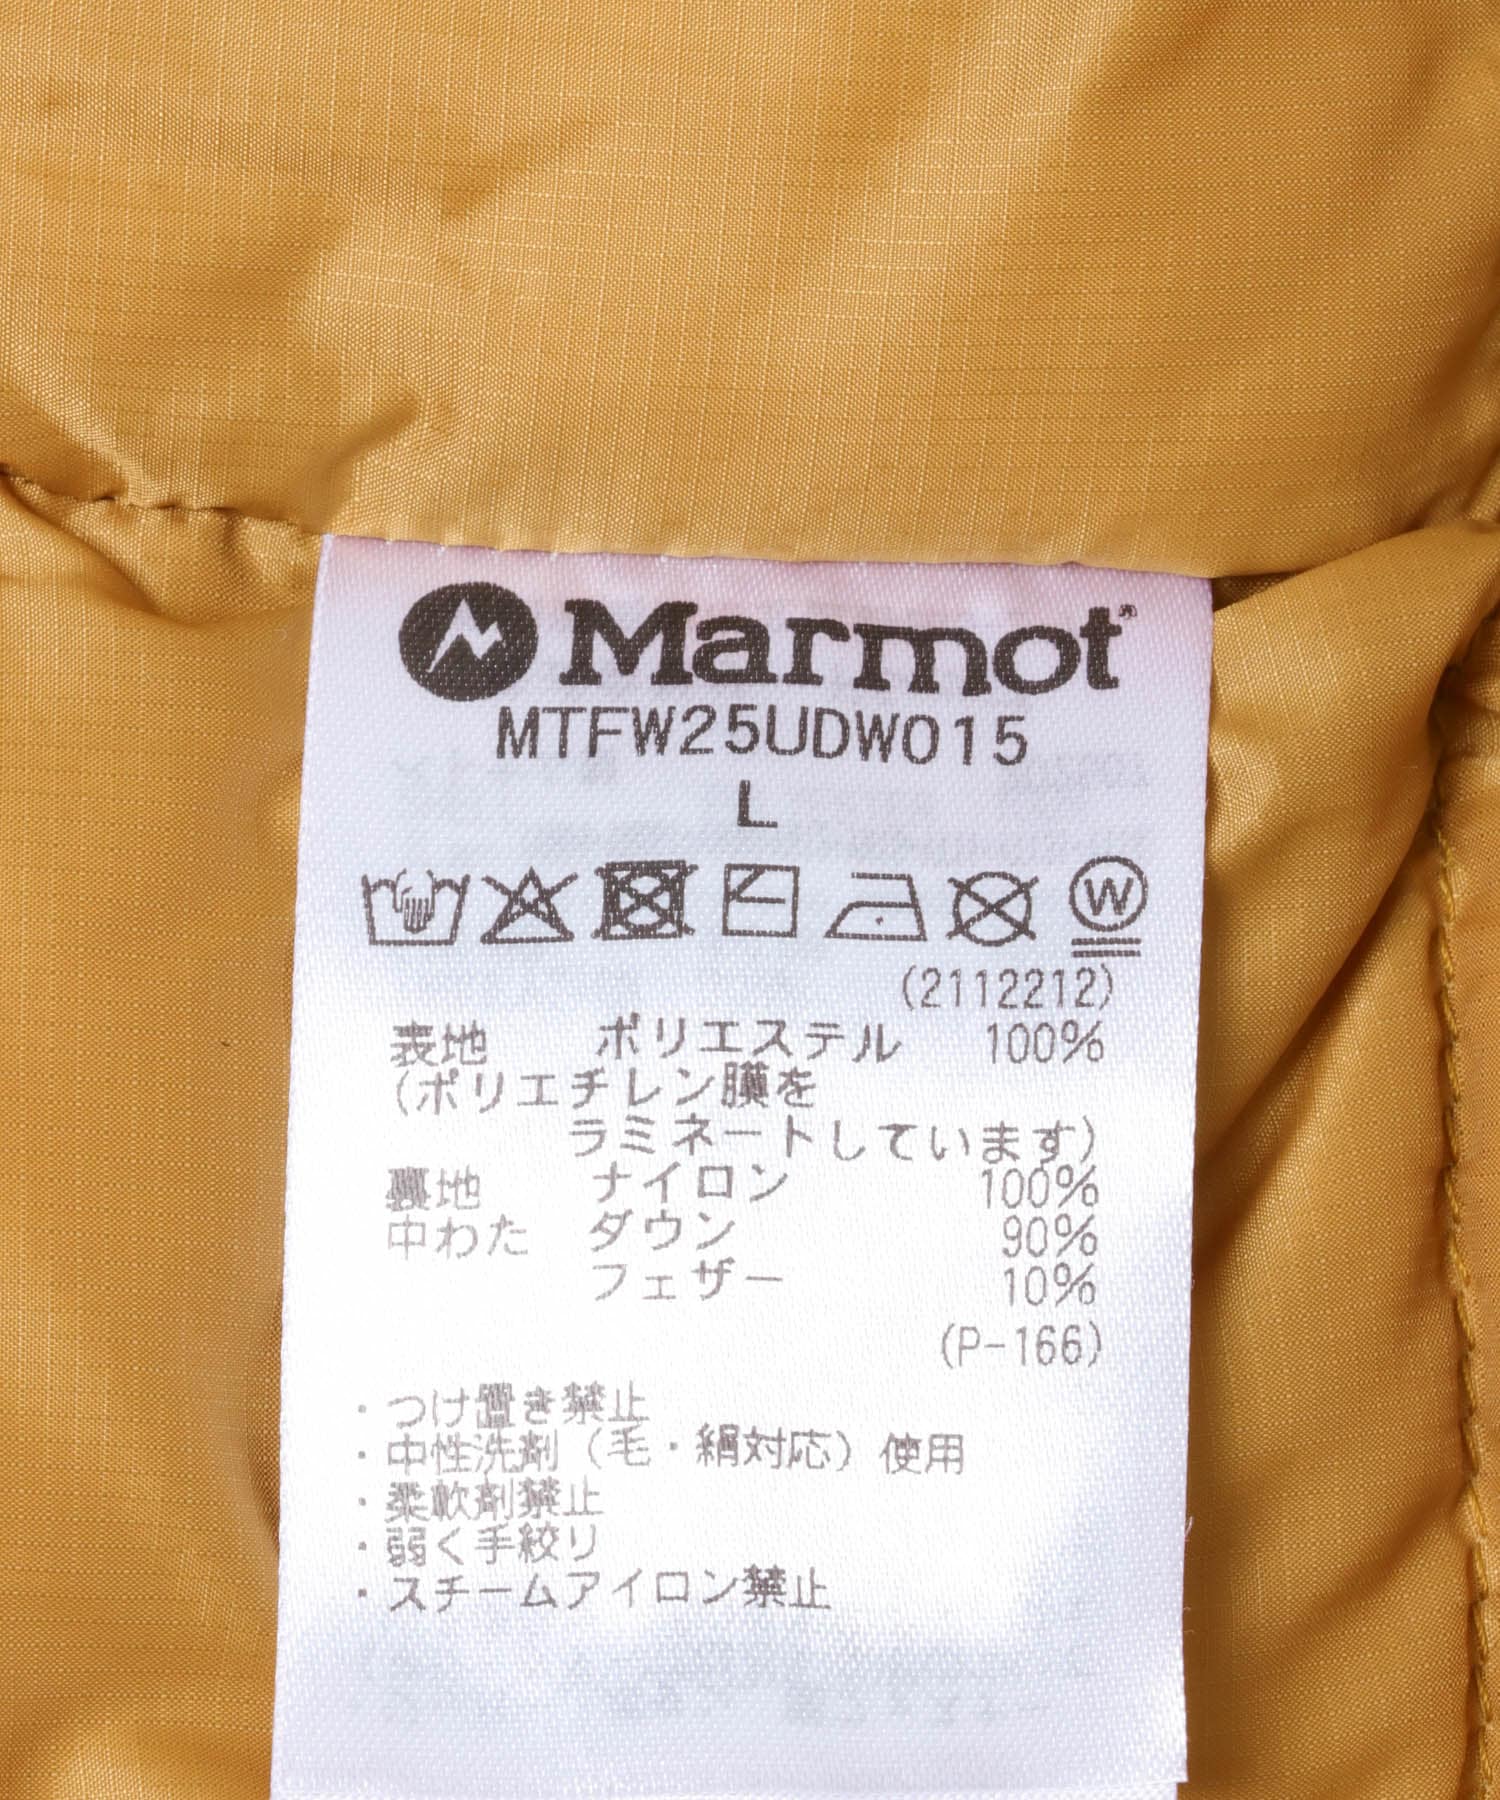 Marmot®
MTFW25UDW015
L
W
(2112212)
表地 ポリエステル 100%
(ポリエチレン膜を
ラミネートしています)
裏地 ナイロン 100%
中わた ダウン 90%
フェザー 10%
(P-166)
・つけ置き禁止
・中性洗剤(毛・絹対応)使用
・柔軟剤禁止
・弱く手絞り
・スチームアイロン禁止